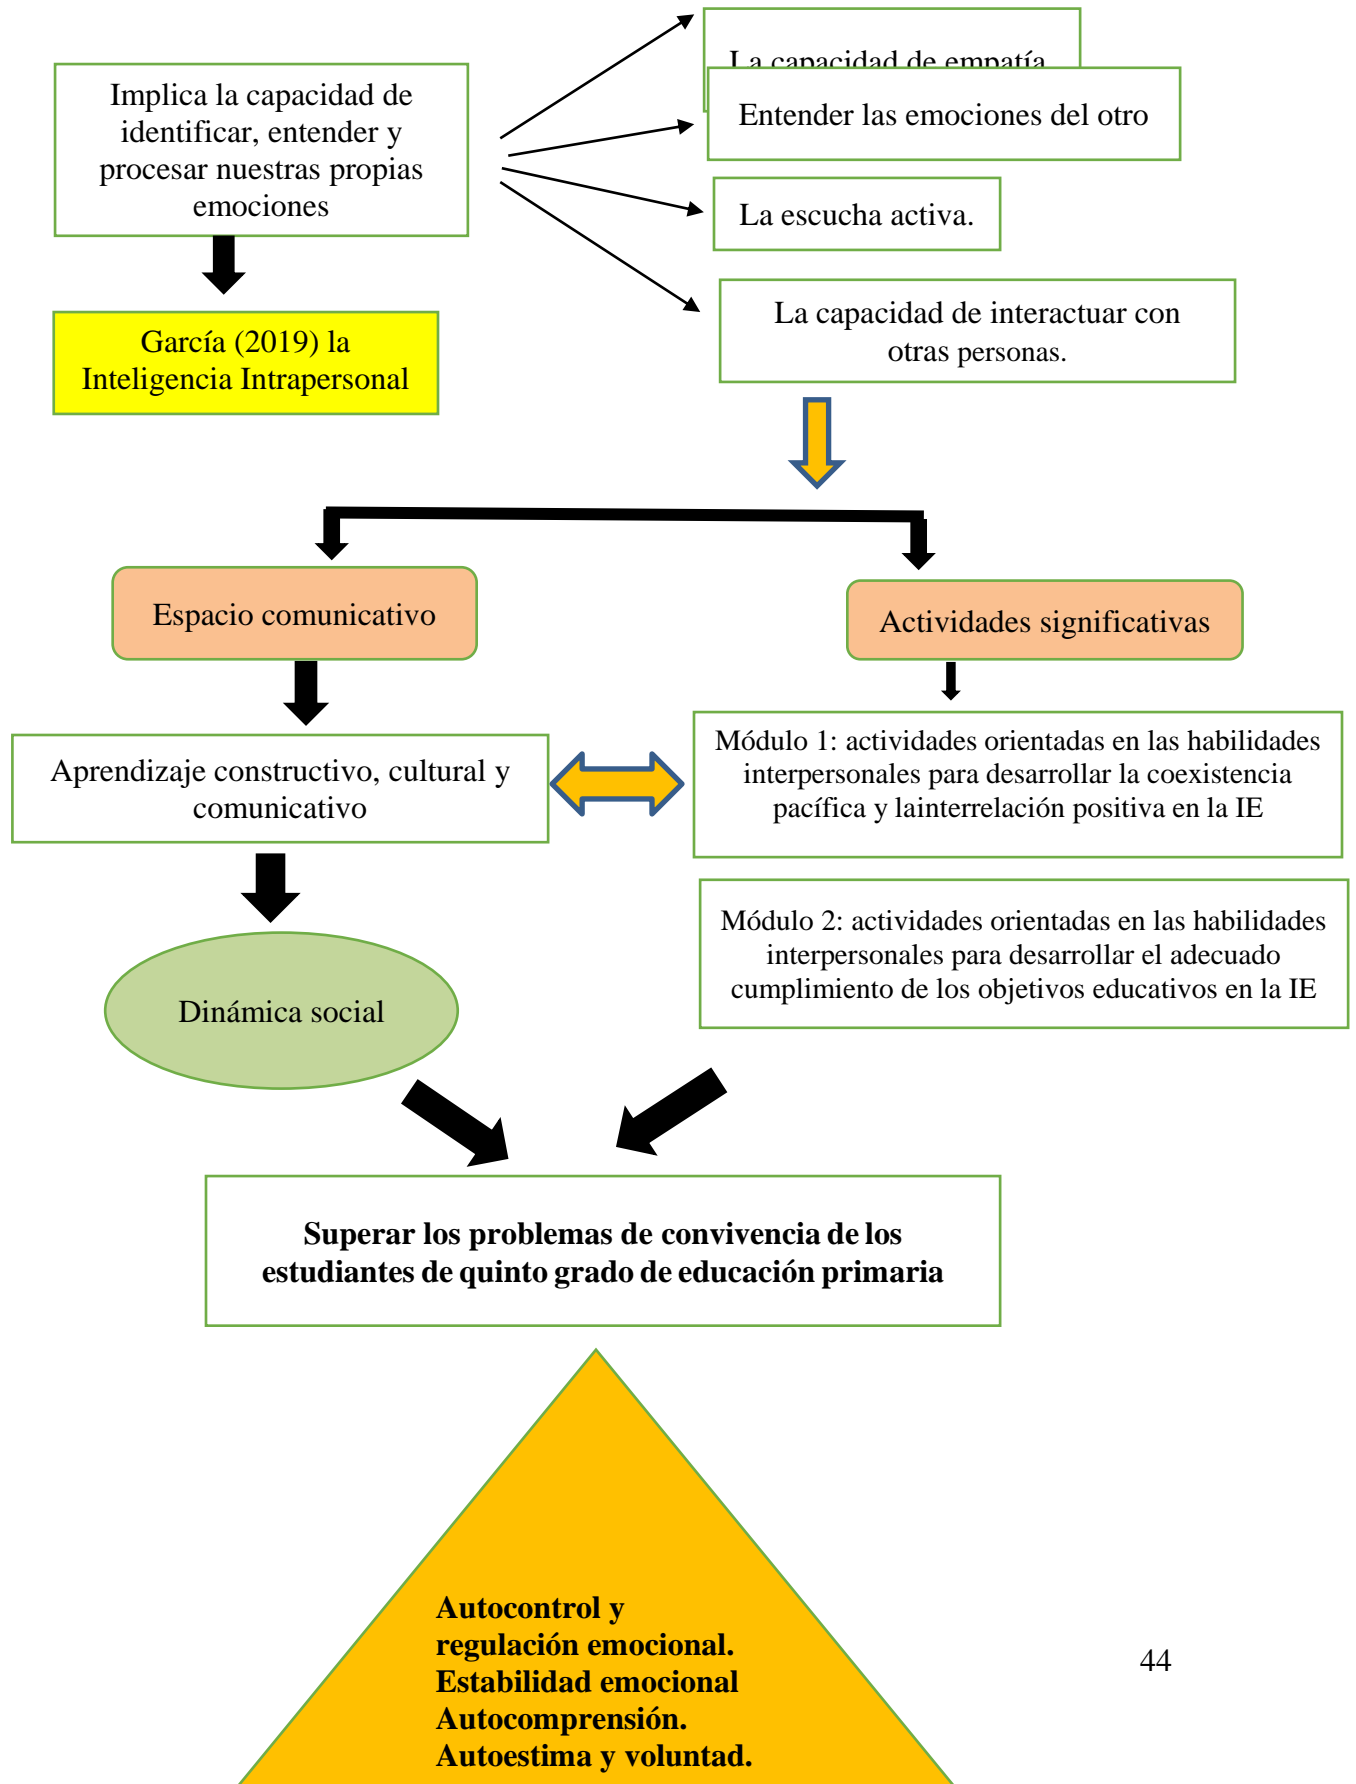 La capacidad de empatía
Implica la capacidad de
identificar, entender y
procesar nuestras propias
emociones
Entender las emociones del otro
La escucha activa.
La capacidad de interactuar con
otras personas.
García (2019) la
Inteligencia Intrapersonal
Espacio comunicativo
Actividades significativas
Aprendizaje constructivo, cultural y
comunicativo
Módulo 1: actividades orientadas en las habilidades
interpersonales para desarrollar la coexistencia
pacífica y lainterrelación positiva en la IE
Módulo 2: actividades orientadas en las habilidades
interpersonales para desarrollar el adecuado
cumplimiento de los objetivos educativos en la IE
Dinámica social
Superar los problemas de convivencia de los
estudiantes de quinto grado de educación primaria
Autocontrol y
regulación emocional.
Estabilidad emocional
Autocomprensión.
Autoestima y voluntad.
44